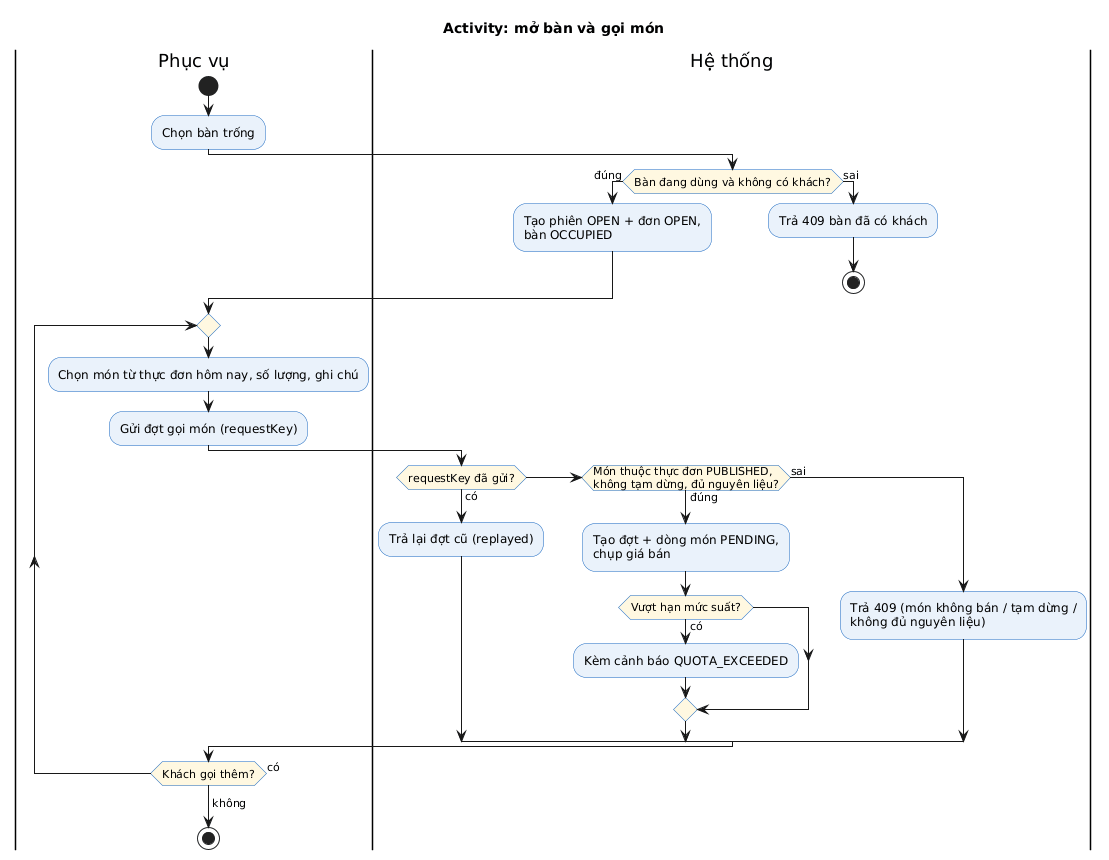 Activity: mở bàn và gọi món
Phục vụ
Hệ thống
Chọn bàn trống
đúng
Bàn đang dùng và không có khách?
sai
Tạo phiên OPEN + đơn OPEN,
bàn OCCUPIED
Trả 409 bàn đã có khách
Chọn món từ thực đơn hôm nay, số lượng, ghi chú
Gửi đợt gọi món (requestKey)
requestKey đã gửi?
có
Món thuộc thực đơn PUBLISHED,
không tạm dừng, đủ nguyên liệu?
sai
đúng
Trả lại đợt cũ (replayed)
Tạo đợt + dòng món PENDING,
chụp giá bán
Vượt hạn mức suất?
có
Trả 409 (món không bán / tạm dừng /
không đủ nguyên liệu)
Kèm cảnh báo QUOTA_EXCEEDED
Khách gọi thêm?
có
không